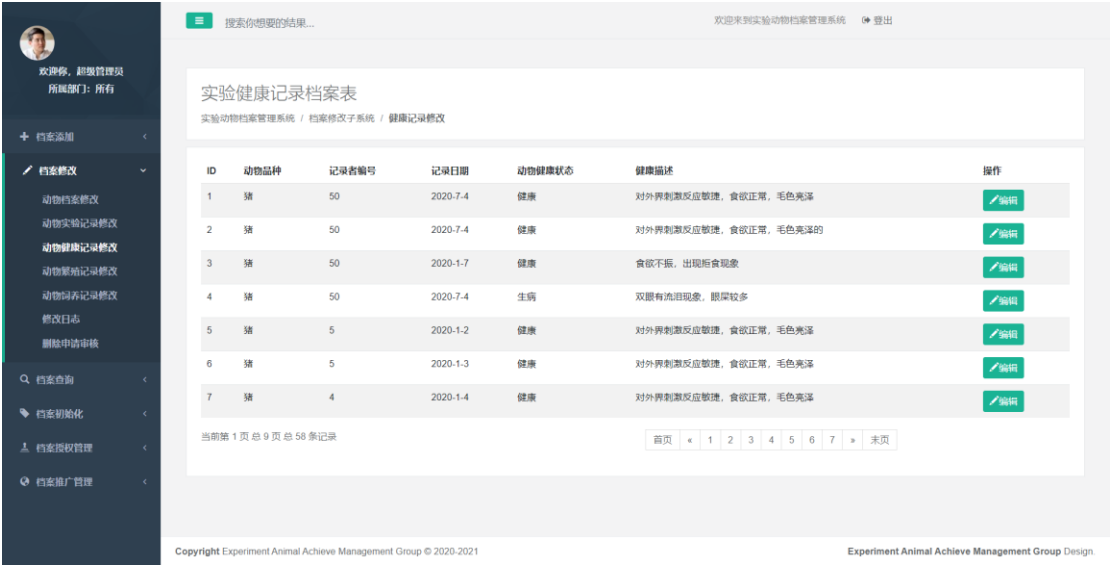 搜索你想要的结果...
欢迎来到实验动物档案管理系统 登出
欢迎你，超级管理员
所属部门：所有
档案添加
档案修改
动物档案修改
动物实验记录修改
动物健康记录修改
动物繁殖记录修改
动物饲养记录修改
修改日志
删除申请审核
档案查询
档案初始化
档案授权管理
档案推广管理
实验健康记录档案表
实验动物档案管理系统 / 档案修改子系统 / 健康记录修改
ID 动物品种 记录者编号 记录日期 动物健康状态 健康描述 操作
1 猪 50 2020-7-4 健康 对外界刺激反应敏捷，食欲正常，毛色亮泽 编辑
2 猪 50 2020-7-4 健康 对外界刺激反应敏捷，食欲正常，毛色亮泽的 编辑
3 猪 50 2020-1-7 健康 食欲不振，出现拒食现象 编辑
4 猪 50 2020-7-4 生病 双眼有流泪现象，眼屎较多 编辑
5 猪 5 2020-1-2 健康 对外界刺激反应敏捷，食欲正常，毛色亮泽 编辑
6 猪 5 2020-1-3 健康 对外界刺激反应敏捷，食欲正常，毛色亮泽 编辑
7 猪 4 2020-1-4 健康 对外界刺激反应敏捷，食欲正常，毛色亮泽 编辑
当前第 1 页 总 9 页 总 58 条记录 首页 « 1 2 3 4 5 6 7 » 末页
Copyright Experiment Animal Achieve Management Group © 2020-2021 Experiment Animal Achieve Management Group Design.